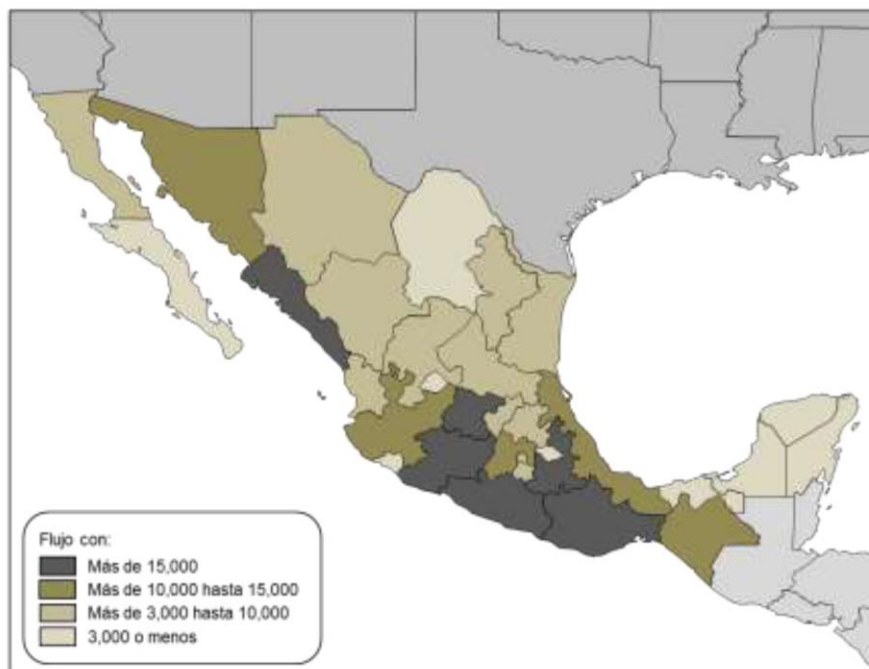 Flujo con:
Más de 15,000
Más de 10,000 hasta 15,000
Más de 3,000 hasta 10,000
3,000 o menos